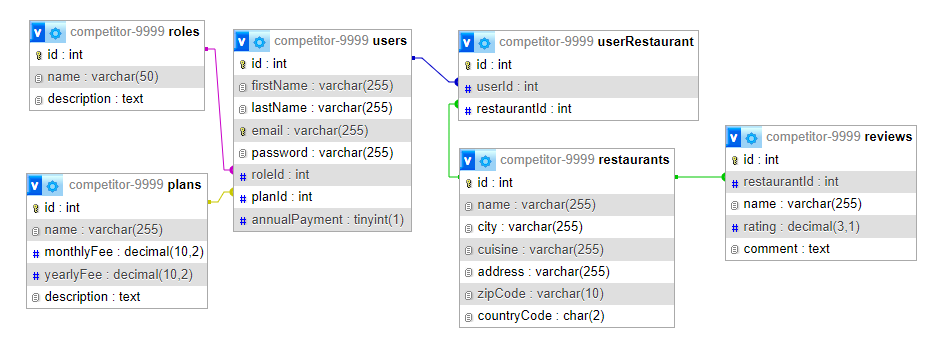 competitor-9999 roles
id : int
name : varchar(50)
description : text
competitor-9999 plans
id : int
name : varchar(255)
monthlyFee : decimal(10,2)
yearlyFee : decimal(10,2)
description : text
competitor-9999 users
id : int
firstName : varchar(255)
lastName : varchar(255)
email : varchar(255)
password : varchar(255)
roleId : int
planId : int
annualPayment : tinyint(1)
competitor-9999 userRestaurant
id : int
userId : int
restaurantId : int
competitor-9999 restaurants
id : int
name : varchar(255)
city : varchar(255)
cuisine : varchar(255)
address : varchar(255)
zipCode : varchar(10)
countryCode : char(2)
competitor-9999 reviews
id : int
restaurantId : int
name : varchar(255)
rating : decimal(3,1)
comment : text